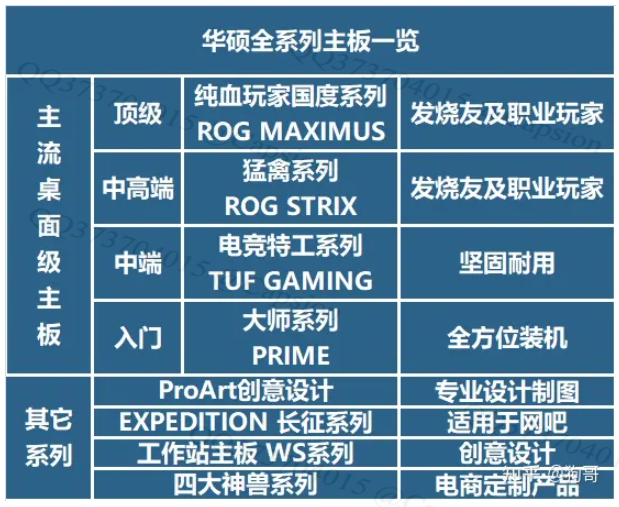 华硕全系列主板一览
主流桌面级主板
顶级
纯血玩家国度系列
ROG MAXIMUS
发烧友及职业玩家
中高端
猛禽系列
ROG STRIX
发烧友及职业玩家
中端
电竞特工系列
TUF GAMING
坚固耐用
入门
大师系列
PRIME
全方位装机
其它
系列
ProArt创意设计
专业设计制图
EXPEDITION 长征系列
适用于网吧
工作站主板 WS系列
创意设计
四大神兽系列
电商定制产品
知乎 @狗哥
QQ373704015 @Capsion